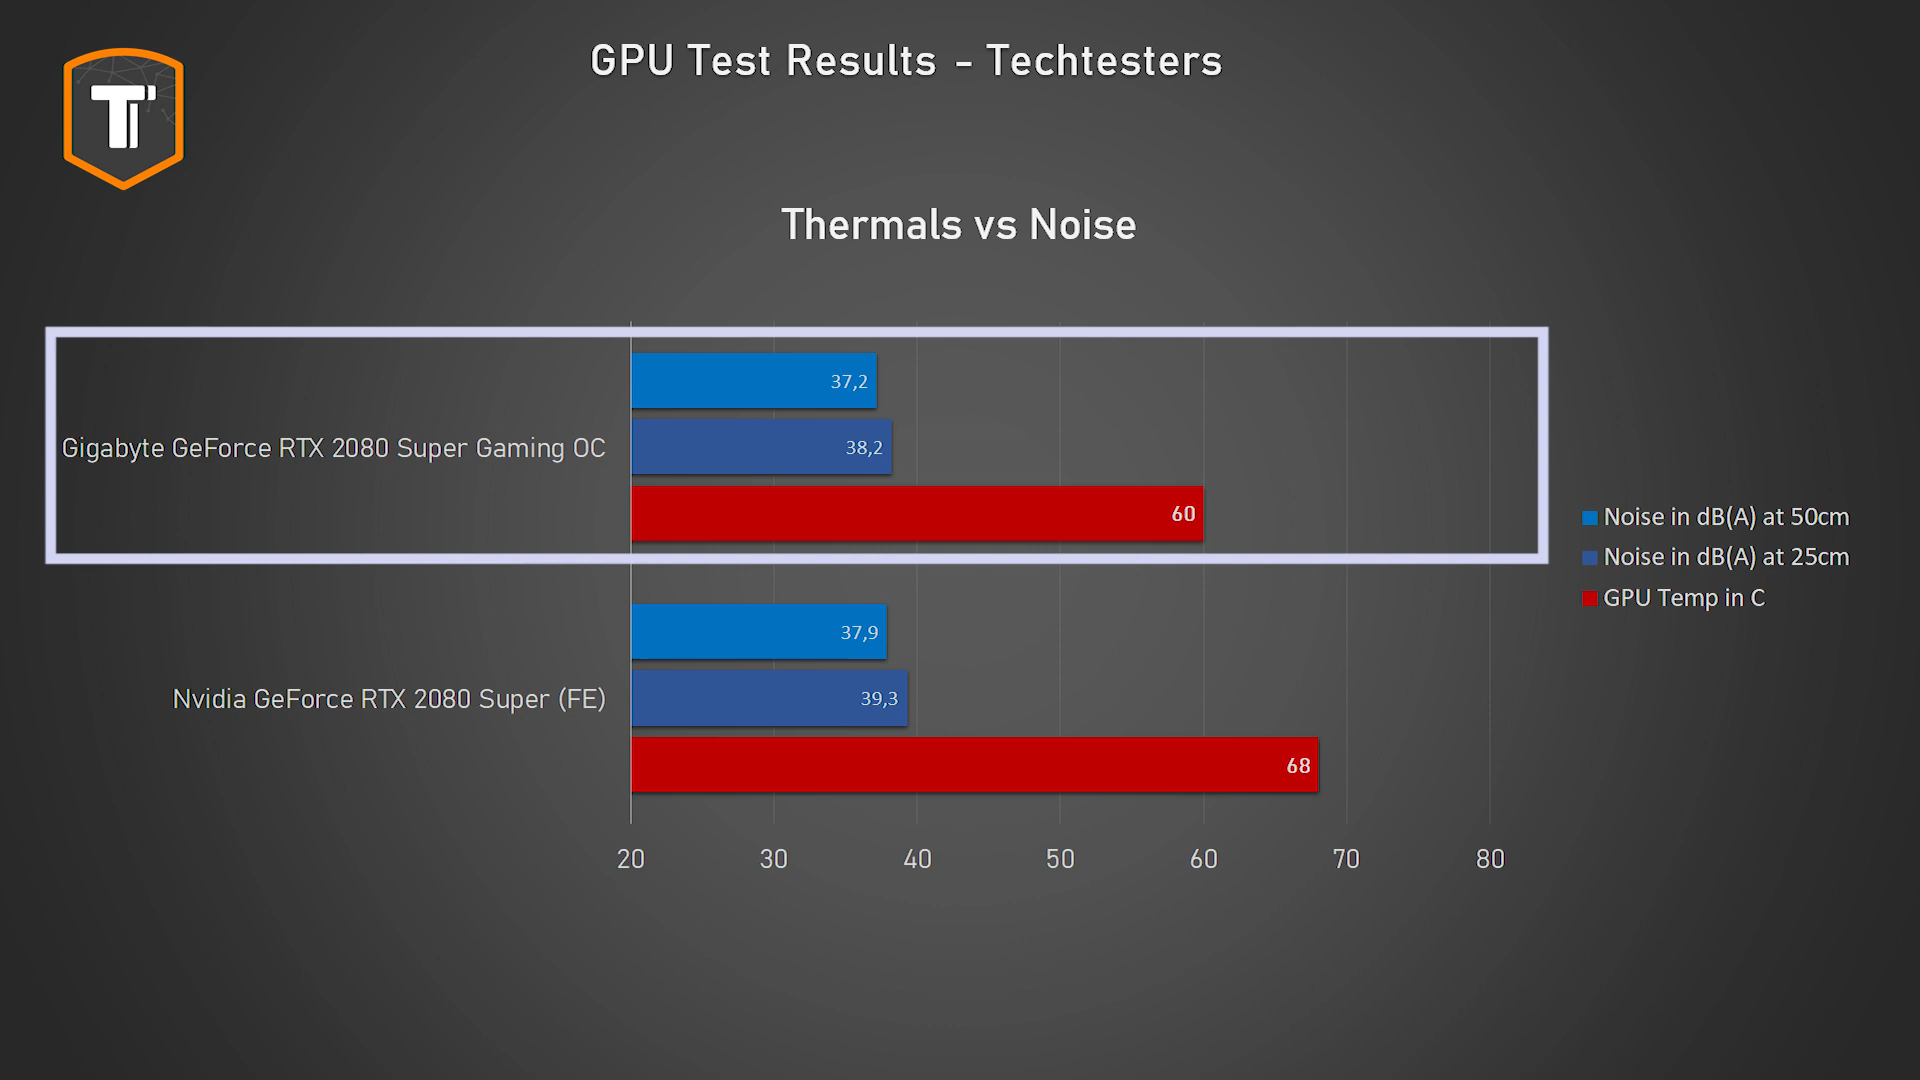 GPU Test Results - Techtesters
Thermals vs Noise
Gigabyte GeForce RTX 2080 Super Gaming OC
37,2
38,2
60
Nvidia GeForce RTX 2080 Super (FE)
37,9
39,3
68
20 30 40 50 60 70 80
Noise in dB(A) at 50cm
Noise in dB(A) at 25cm
GPU Temp in C